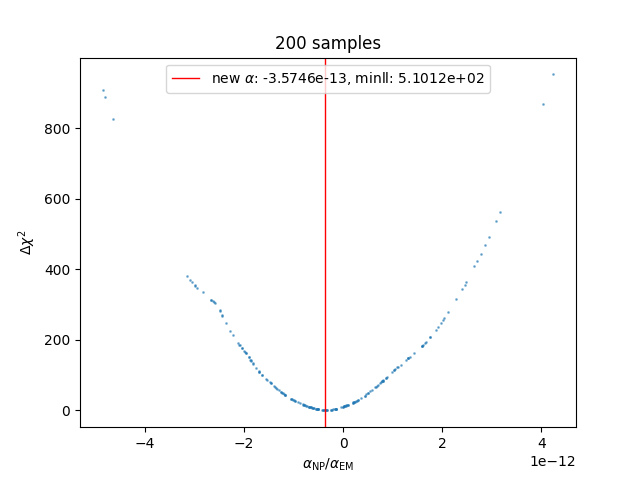 200 samples
new α: -3.5746e-13, minll: 5.1012e+02
Δχ²
800
600
400
200
0
−4
−2
0
2
4
1e−12
α_NP/α_EM